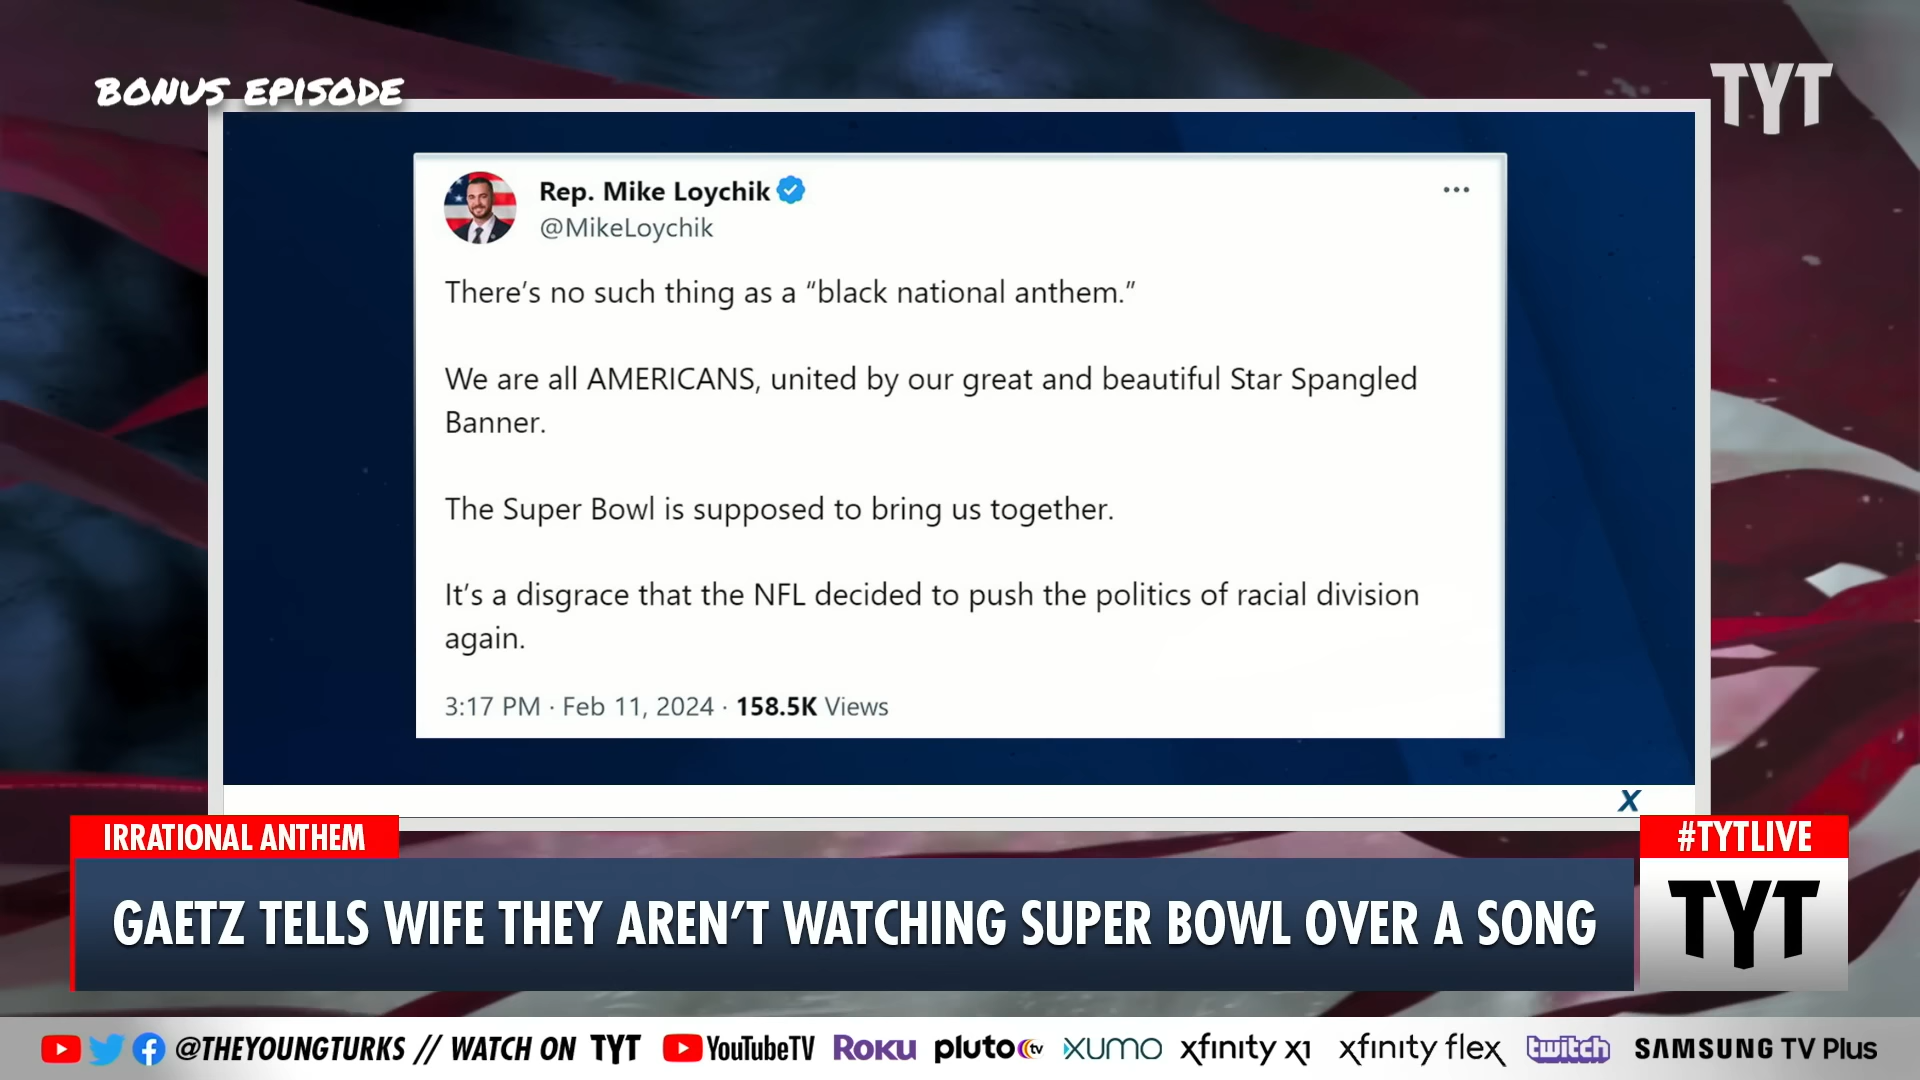 BONUS EPISODE
TYT
Rep. Mike Loychik
@MikeLoychik
There's no such thing as a “black national anthem.”
We are all AMERICANS, united by our great and beautiful Star Spangled
Banner.
The Super Bowl is supposed to bring us together.
It's a disgrace that the NFL decided to push the politics of racial division
again.
3:17 PM · Feb 11, 2024 · 158.5K Views
X
IRRATIONAL ANTHEM
#TYTLIVE
GAETZ TELLS WIFE THEY AREN'T WATCHING SUPER BOWL OVER A SONG
TYT
@THEYOUNGTURKS // WATCH ON TYT YouTubeTV ROKU pluto tv XUMO xfinity x1 xfinity flex twitch SAMSUNG TV Plus